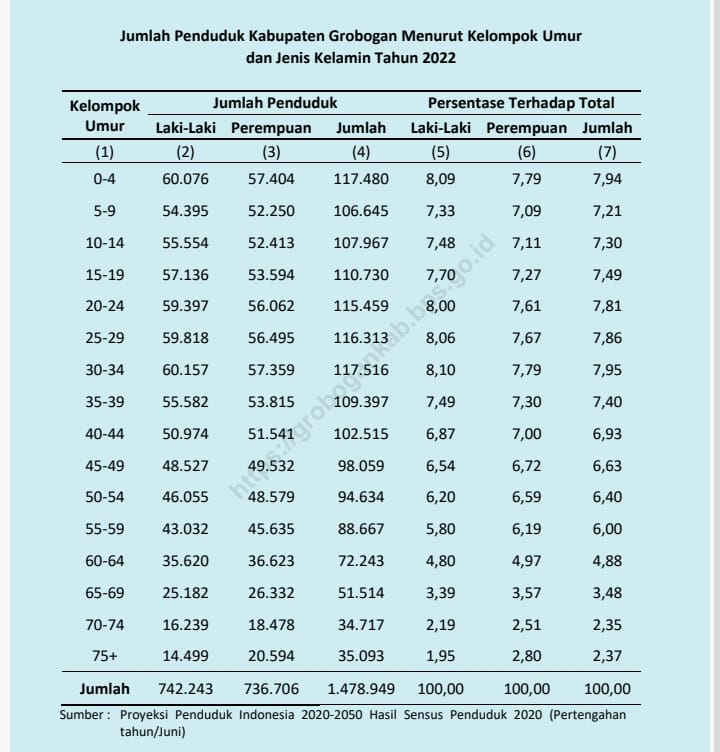 Jumlah Penduduk Kabupaten Grobogan Menurut Kelompok Umur
dan Jenis Kelamin Tahun 2022
Kelompok Umur Jumlah Penduduk Persentase Terhadap Total
Laki-Laki Perempuan Jumlah Laki-Laki Perempuan Jumlah
(1) (2) (3) (4) (5) (6) (7)
0-4 60.076 57.404 117.480 8,09 7,79 7,94
5-9 54.395 52.250 106.645 7,33 7,09 7,21
10-14 55.554 52.413 107.967 7,48 7,11 7,30
15-19 57.136 53.594 110.730 7,70 7,27 7,49
20-24 59.397 56.062 115.459 8,00 7,61 7,81
25-29 59.818 56.495 116.313 8,06 7,67 7,86
30-34 60.157 57.359 117.516 8,10 7,79 7,95
35-39 55.582 53.815 109.397 7,49 7,30 7,40
40-44 50.974 51.541 102.515 6,87 7,00 6,93
45-49 48.527 49.532 98.059 6,54 6,72 6,63
50-54 46.055 48.579 94.634 6,20 6,59 6,40
55-59 43.032 45.635 88.667 5,80 6,19 6,00
60-64 35.620 36.623 72.243 4,80 4,97 4,88
65-69 25.182 26.332 51.514 3,39 3,57 3,48
70-74 16.239 18.478 34.717 2,19 2,51 2,35
75+ 14.499 20.594 35.093 1,95 2,80 2,37
Jumlah 742.243 736.706 1.478.949 100,00 100,00 100,00
Sumber : Proyeksi Penduduk Indonesia 2020-2050 Hasil Sensus Penduduk 2020 (Pertengahan
tahun/Juni)
https://grobogankab.bps.go.id